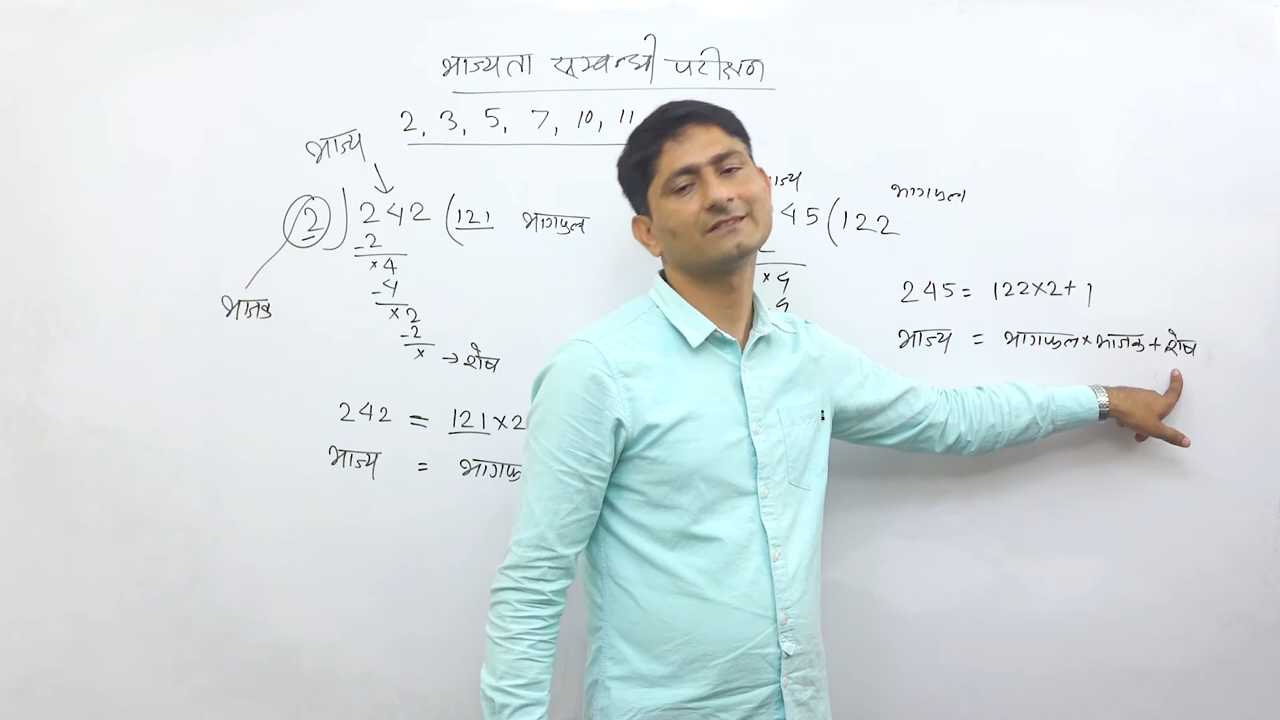 भाज्यता सम्बन्धी परीक्षण
2, 3, 5, 7, 10, 11
भाज्य
2 ) 242 ( 121 भागफल
-2
×4
-4
×2
-2
× → शेष
भाजक
242 = 121×2
भाज्य = भागफ
45 ( 122 भागफल
×4
245 = 122×2+1
भाज्य = भागफल×भाजक+शेष